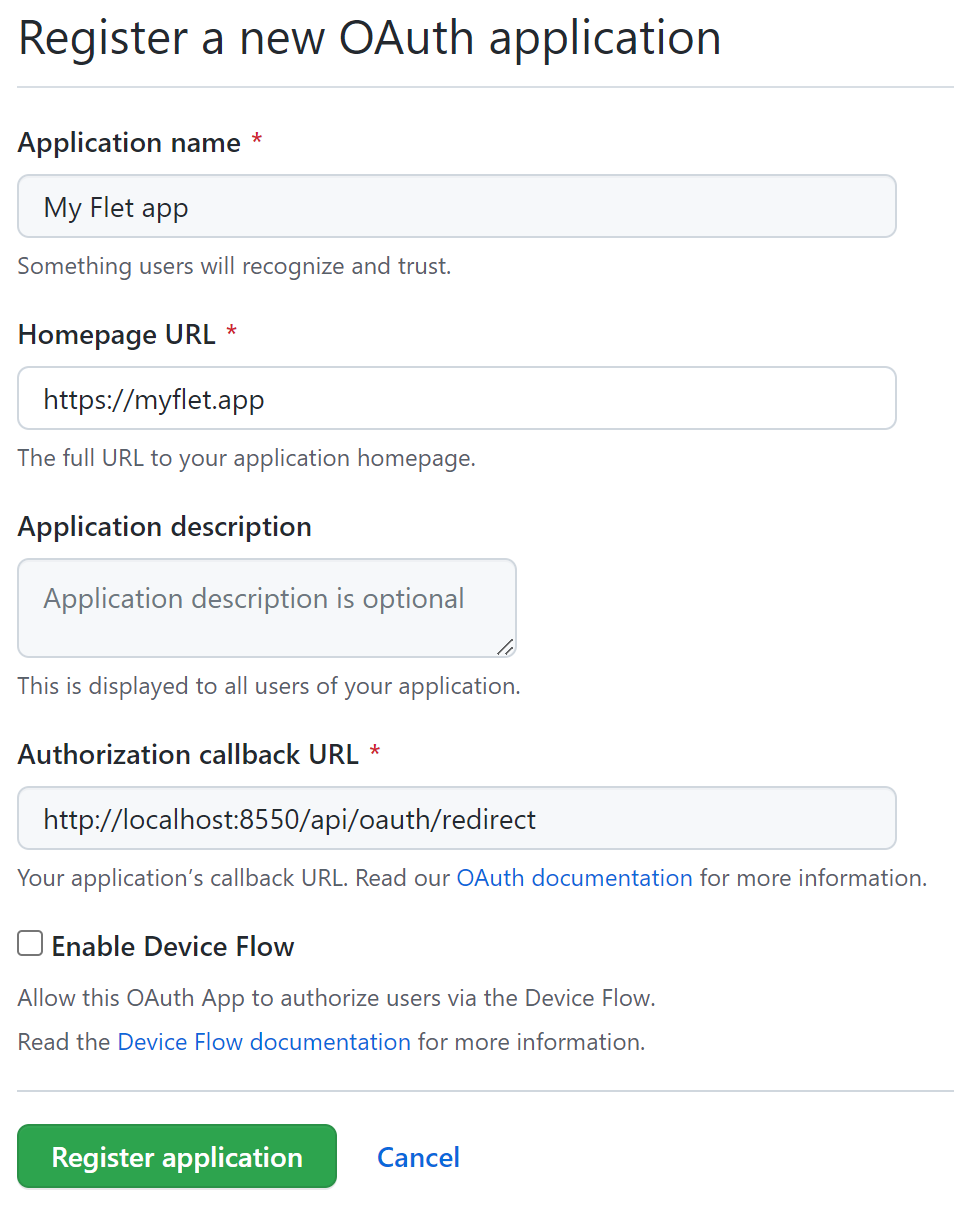 Register a new OAuth application
Application name *
My Flet app
Something users will recognize and trust.
Homepage URL *
https://myflet.app
The full URL to your application homepage.
Application description
Application description is optional
This is displayed to all users of your application.
Authorization callback URL *
http://localhost:8550/api/oauth/redirect
Your application’s callback URL. Read our OAuth documentation for more information.
Enable Device Flow
Allow this OAuth App to authorize users via the Device Flow.
Read the Device Flow documentation for more information.
Register application Cancel